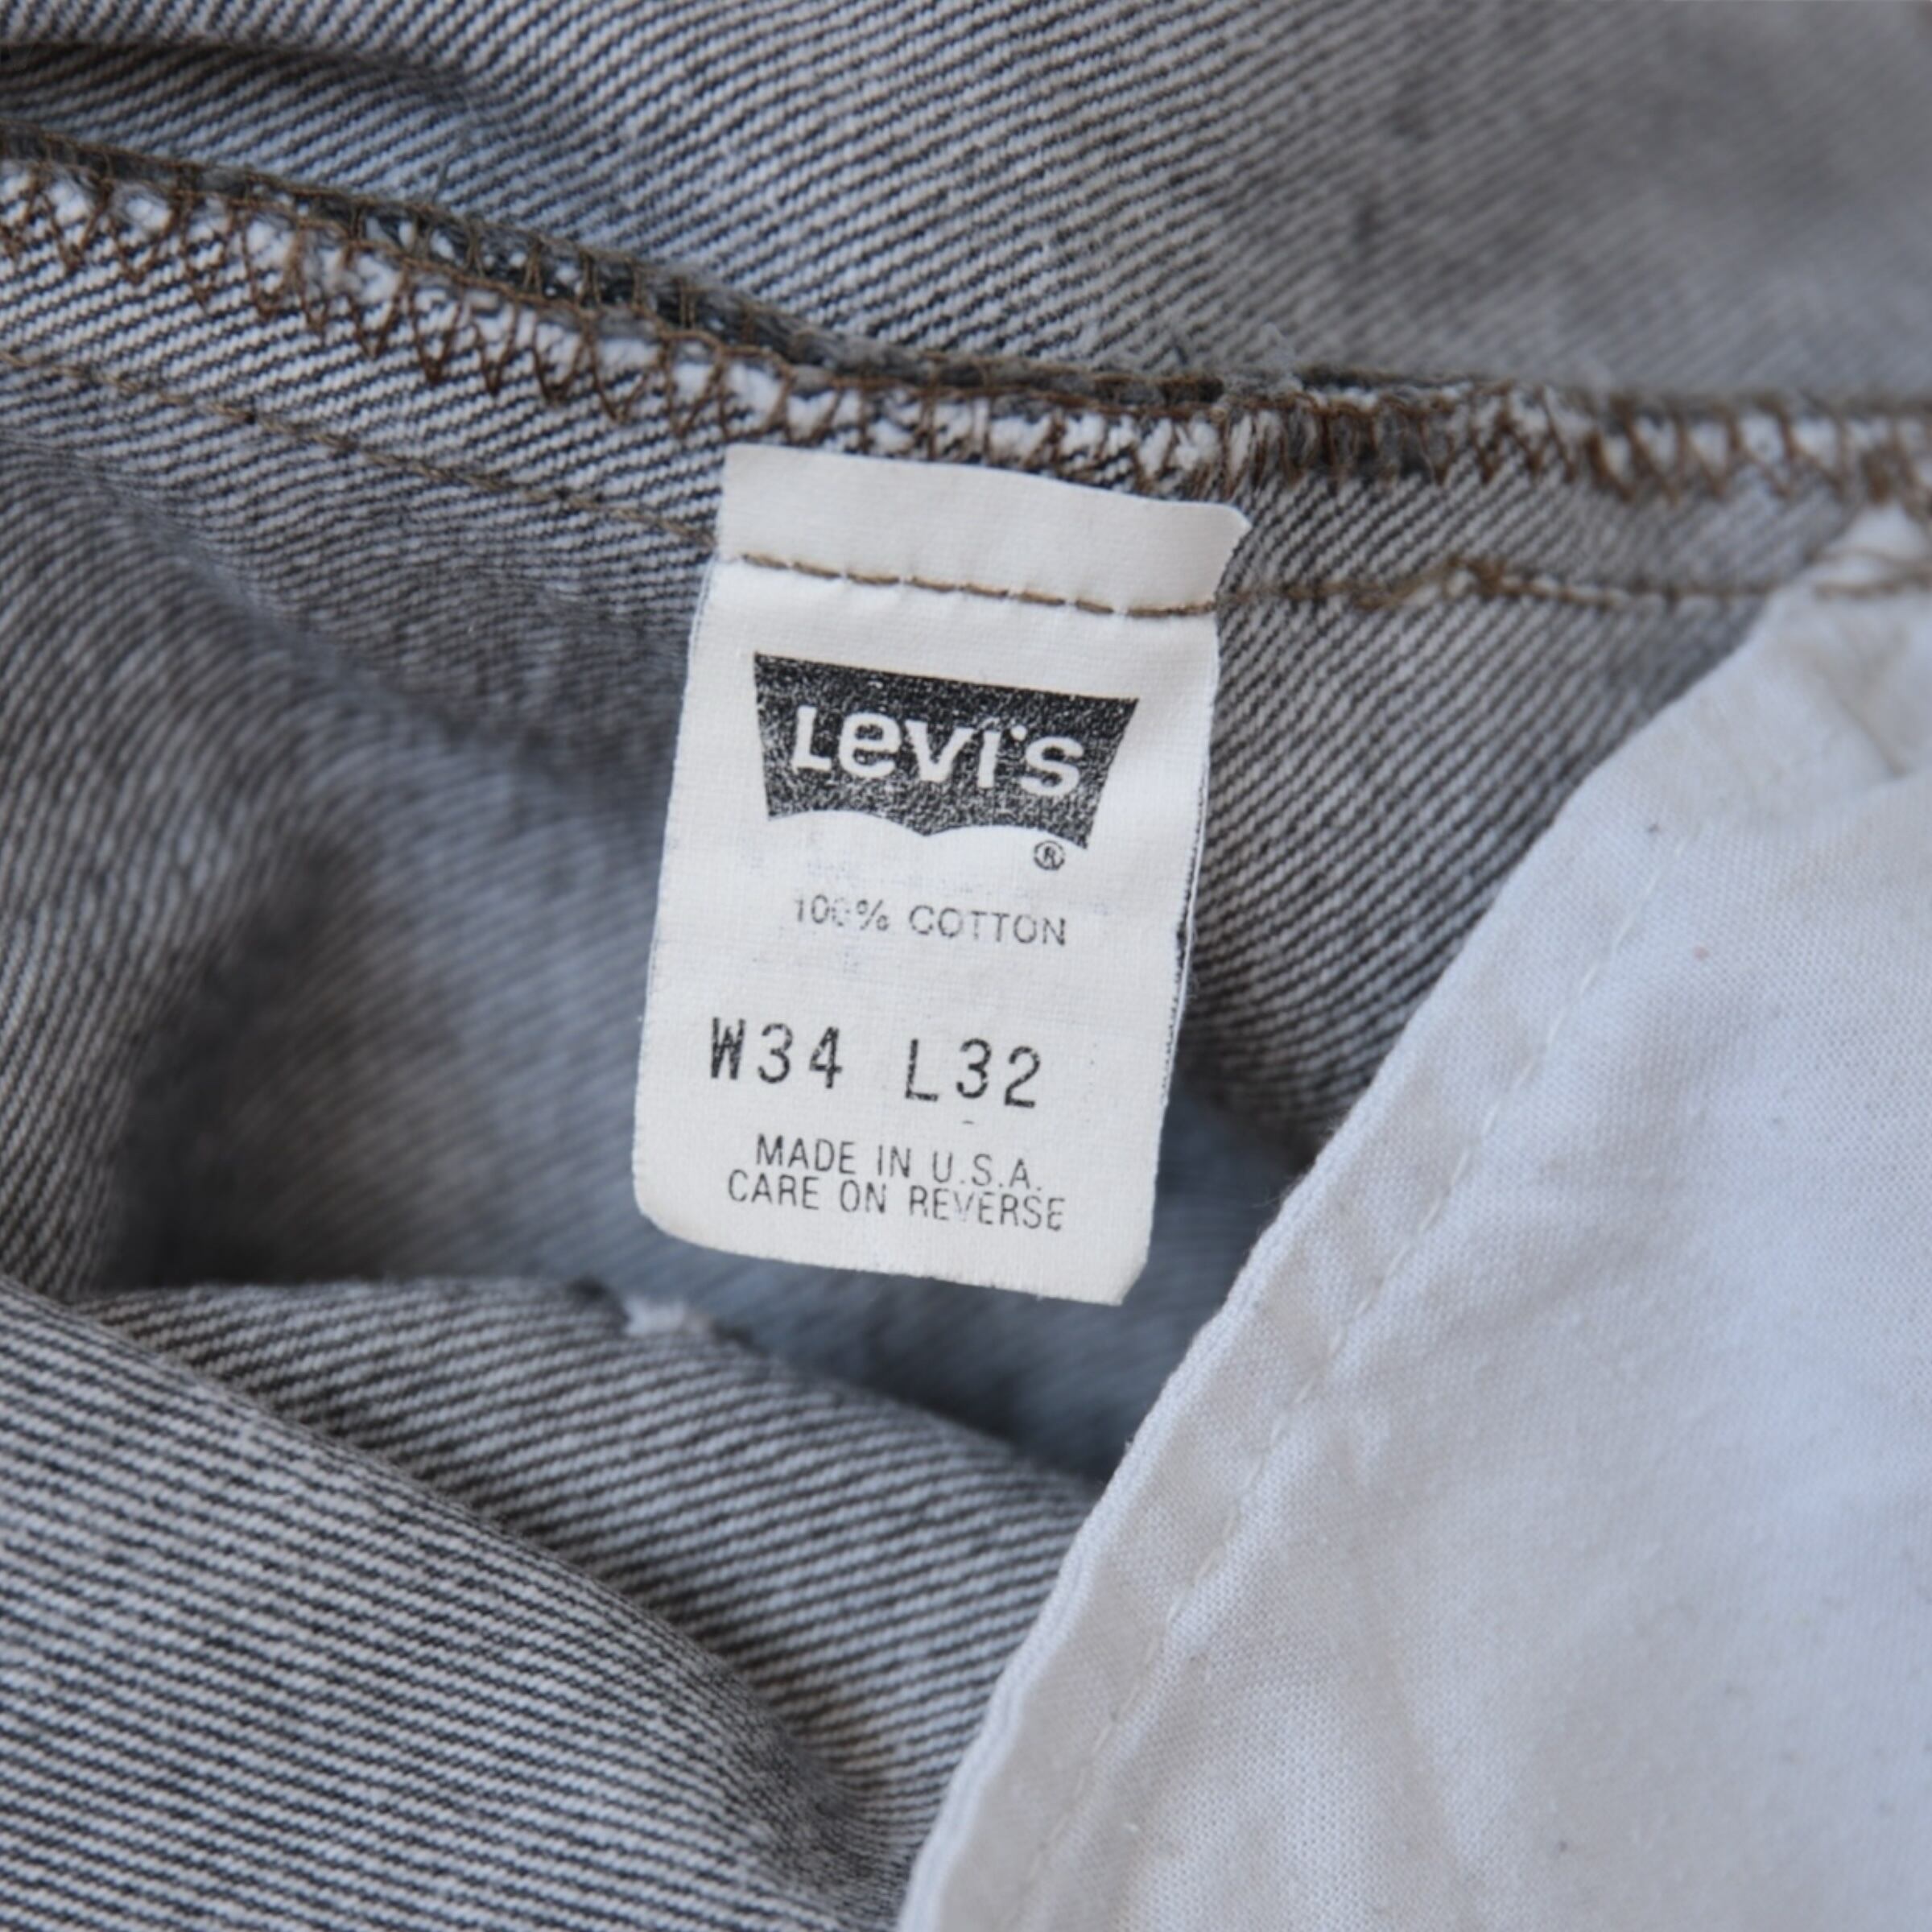 Levi's
®
100% COTTON
W34 L32
MADE IN U.S.A.
CARE ON REVERSE